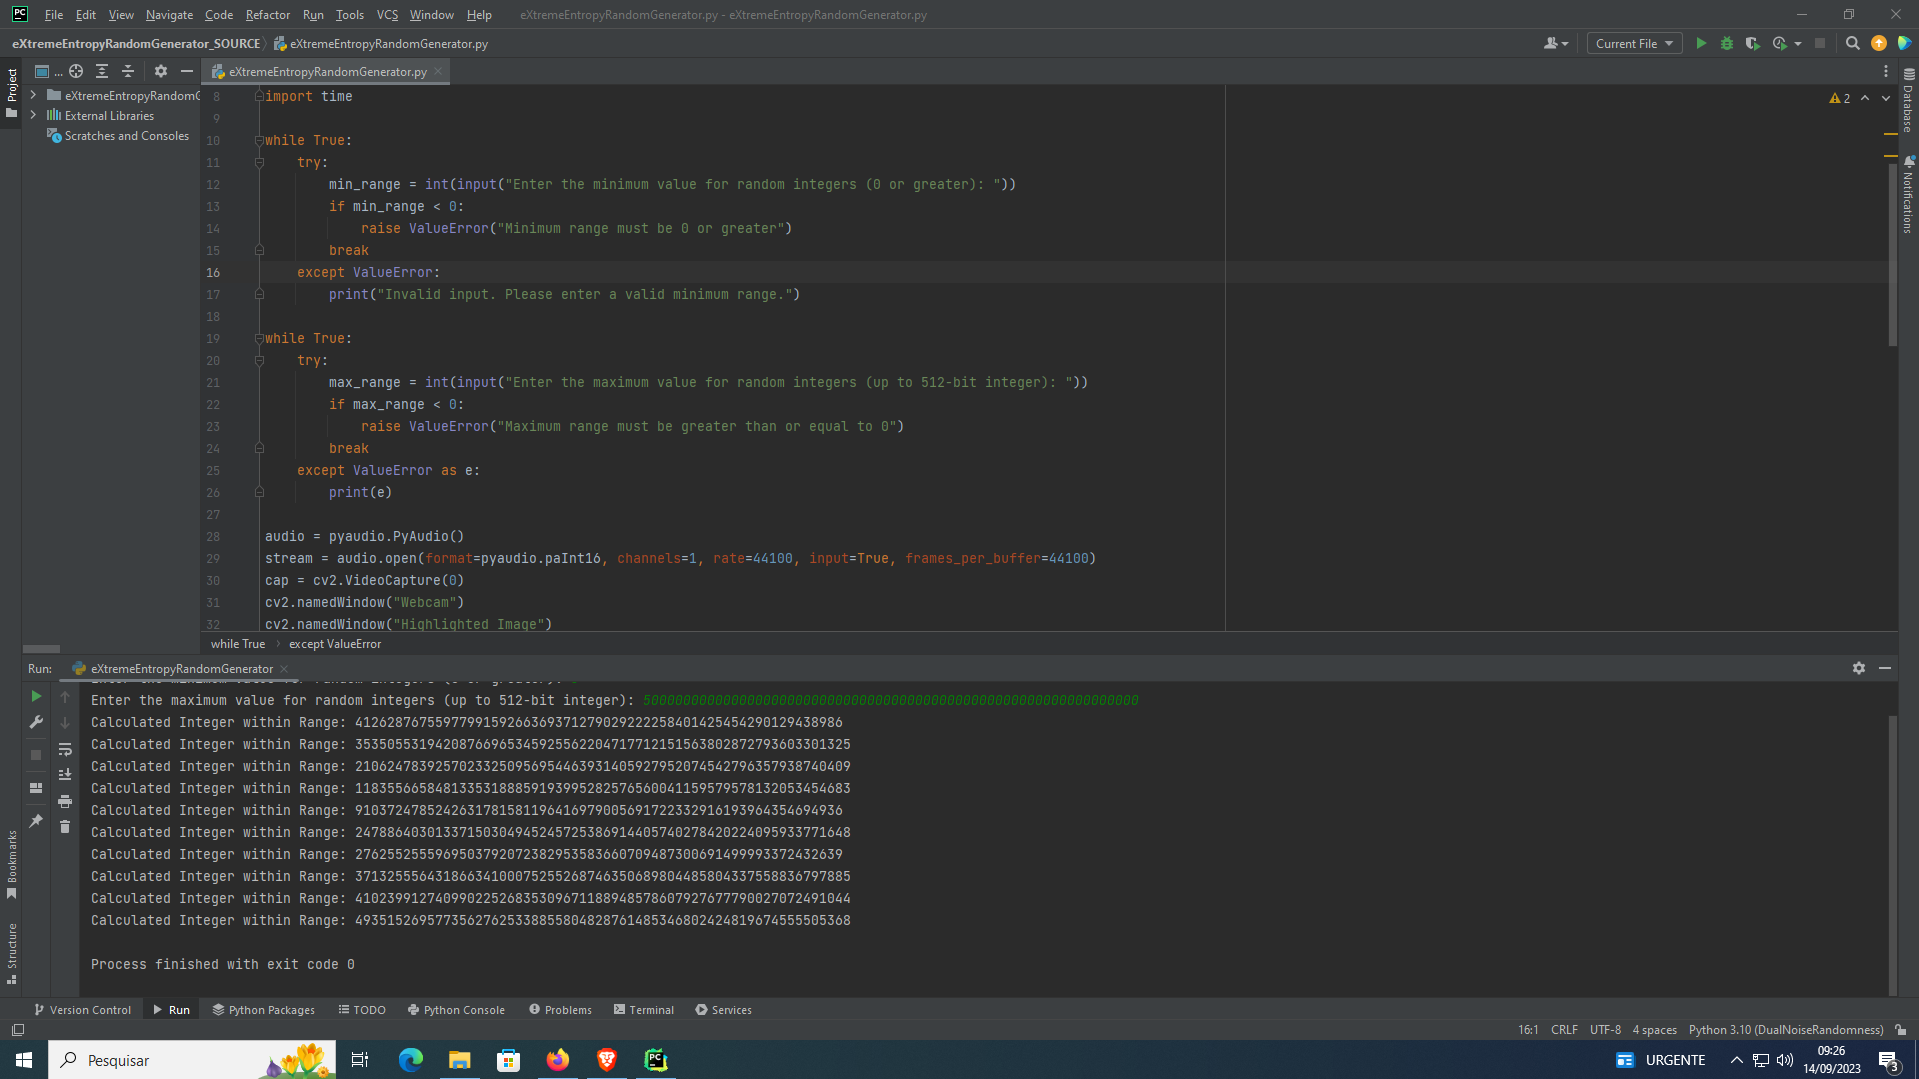 PC File Edit View Navigate Code Refactor Run Tools VCS Window Help eXtremeEntropyRandomGenerator.py - eXtremeEntropyRandomGenerator.py
eXtremeEntropyRandomGenerator_SOURCE eXtremeEntropyRandomGenerator.py Current File
Project ... eXtremeEntropyRandomGenerator.py
eXtremeEntropyRandomG
External Libraries
Scratches and Consoles
2
Database
Notifications
8 import time
9
10 while True:
11 try:
12 min_range = int(input("Enter the minimum value for random integers (0 or greater): "))
13 if min_range < 0:
14 raise ValueError("Minimum range must be 0 or greater")
15 break
16 except ValueError:
17 print("Invalid input. Please enter a valid minimum range.")
18
19 while True:
20 try:
21 max_range = int(input("Enter the maximum value for random integers (up to 512-bit integer): "))
22 if max_range < 0:
23 raise ValueError("Maximum range must be greater than or equal to 0")
24 break
25 except ValueError as e:
26 print(e)
27
28 audio = pyaudio.PyAudio()
29 stream = audio.open(format=pyaudio.paInt16, channels=1, rate=44100, input=True, frames_per_buffer=44100)
30 cap = cv2.VideoCapture(0)
31 cv2.namedWindow("Webcam")
32 cv2.namedWindow("Highlighted Image")
while True except ValueError
Run: eXtremeEntropyRandomGenerator
Enter the maximum value for random integers (up to 512-bit integer):
Calculated Integer within Range: 4126287675597799159266369371279029222258401425454290129438986
Calculated Integer within Range: 35350553194208766965345925562204717712151563802872793603301325
Calculated Integer within Range: 21062478392570233250956954463931405927952074542796357938740409
Calculated Integer within Range: 11835566584813353188859193995282576560041159579578132053454683
Calculated Integer within Range: 9103724785242631781581196416979005691722332916193964354694936
Calculated Integer within Range: 24788640301337150304945245725386914405740278420224095933771648
Calculated Integer within Range: 2762552555969503792072382953583660709487300691499993372432639
Calculated Integer within Range: 37132555643186634100075255268746350689804485804337558836797885
Calculated Integer within Range: 41023991274099022526835309671188948578607927677790027072491044
Calculated Integer within Range: 49351526957735627625338855804828761485346802424819674555505368
Process finished with exit code 0
Bookmarks
Structure
Version Control Run Python Packages TODO Python Console Problems Terminal Services
16:1 CRLF UTF-8 4 spaces Python 3.10 (DualNoiseRandomness)
Pesquisar PC URGENTE 09:26
14/09/2023 3